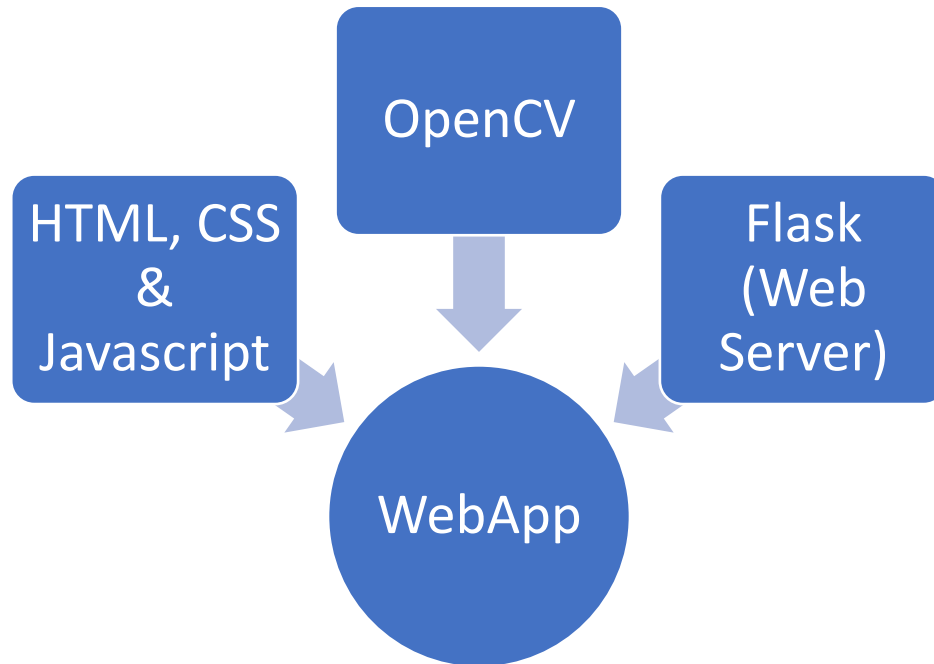 OpenCV
HTML, CSS
&
Javascript
Flask
(Web
Server)
WebApp